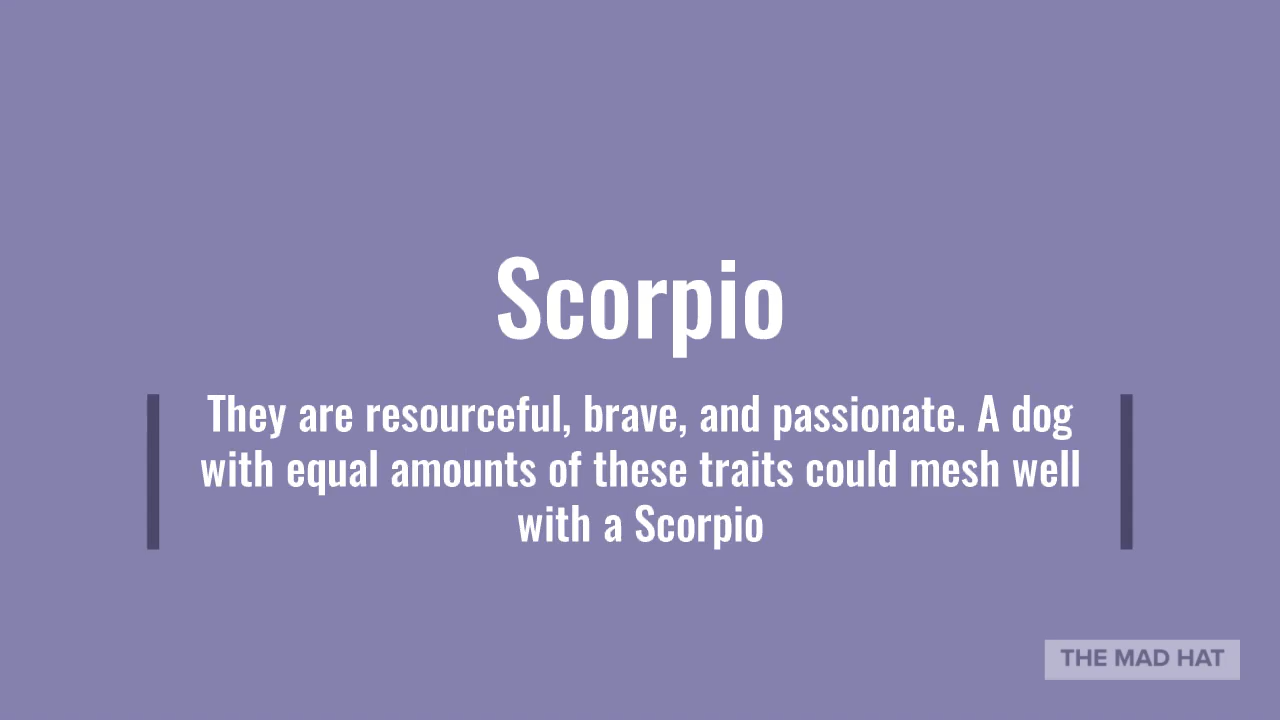 Scorpio
They are resourceful, brave, and passionate. A dog
with equal amounts of these traits could mesh well
with a Scorpio
THE MAD HAT